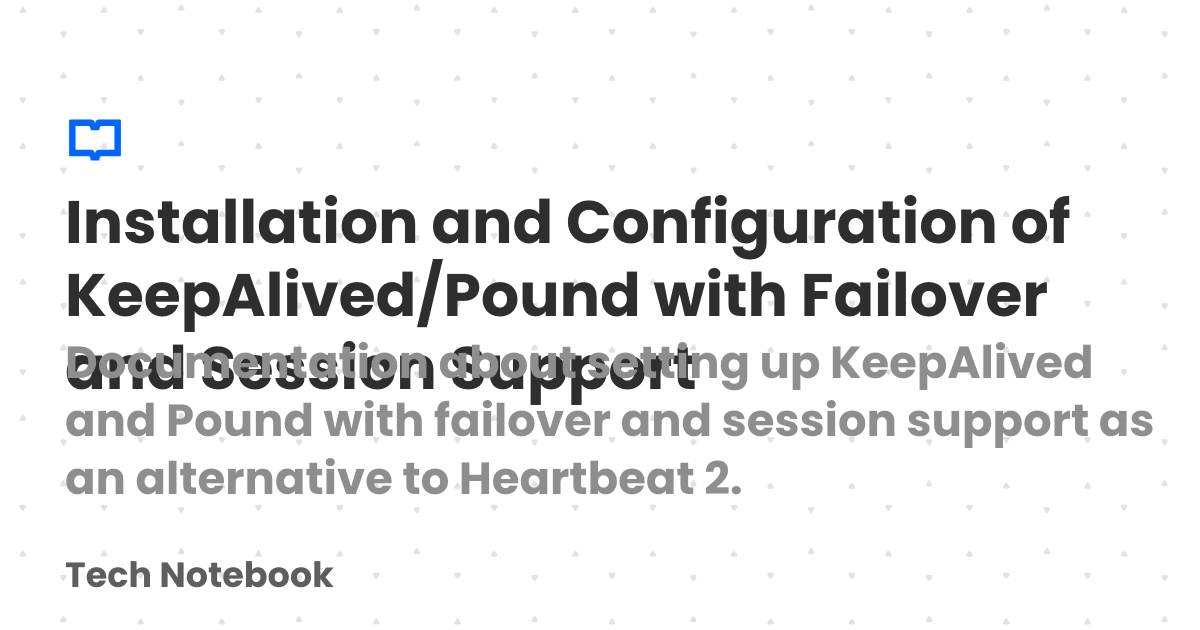 Installation and Configuration of
KeepAlived/Pound with Failover
and Session Support
Documentation about setting up KeepAlived
and Pound with failover and session support as
an alternative to Heartbeat 2.
Tech Notebook